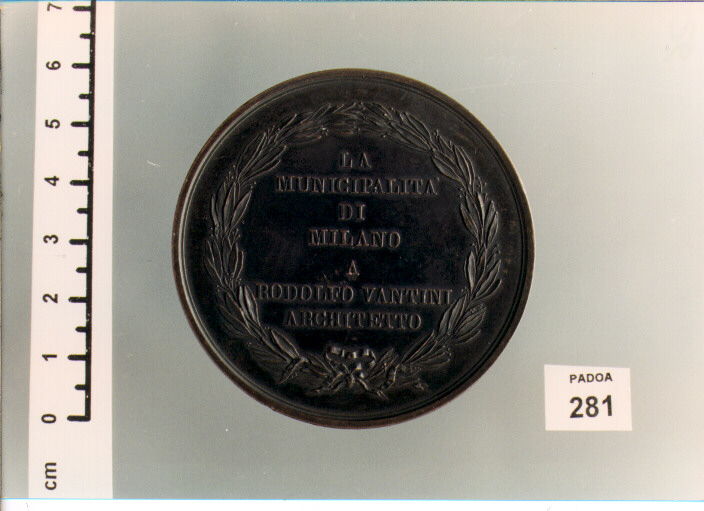 LA
MUNICIPALITA'
DI
MILANO
A
RODOLFO VANTINI
ARCHITETTO
7
6
5
4
3
2
1
0
cm
PADOA
281